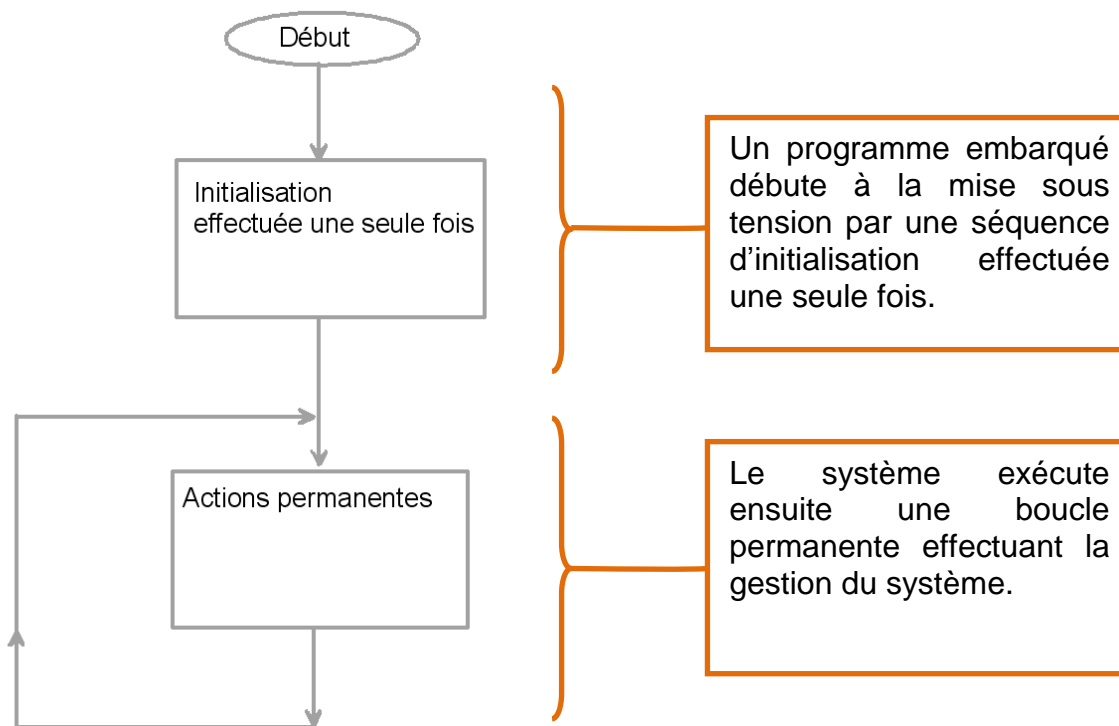 Début
Initialisation
effectuée une seule fois
Un programme embarqué
débute à la mise sous
tension par une séquence
d’initialisation effectuée
une seule fois.
Actions permanentes
Le système exécute
ensuite une boucle
permanente effectuant la
gestion du système.